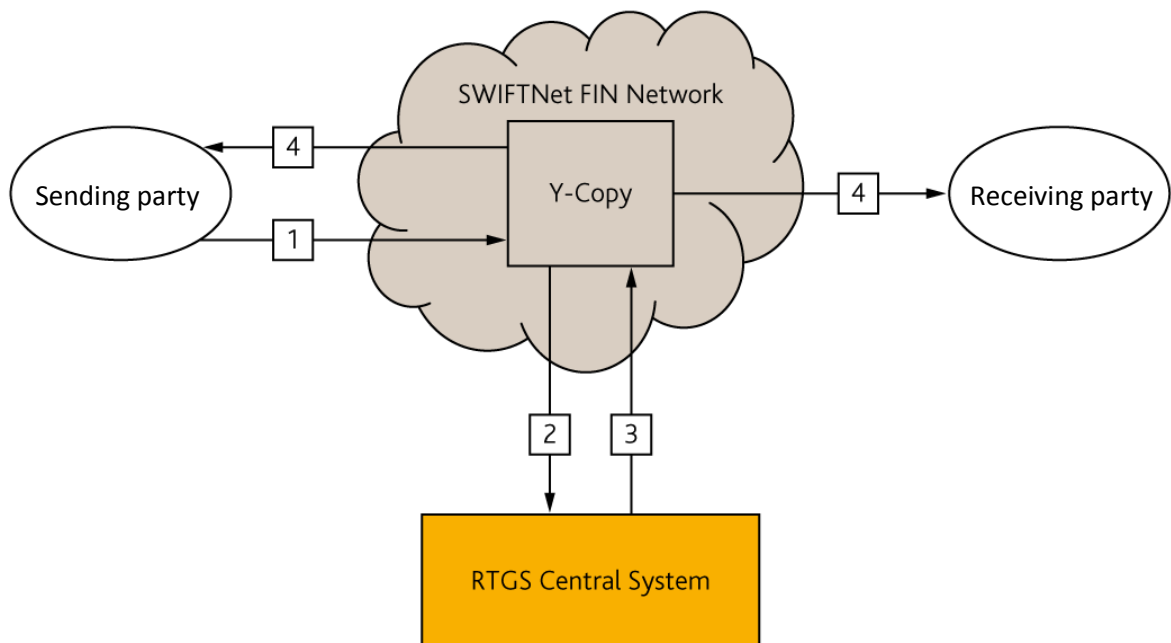 SWIFTNet FIN Network
4
Sending party
Y-Copy
4
Receiving party
1
2
3
RTGS Central System